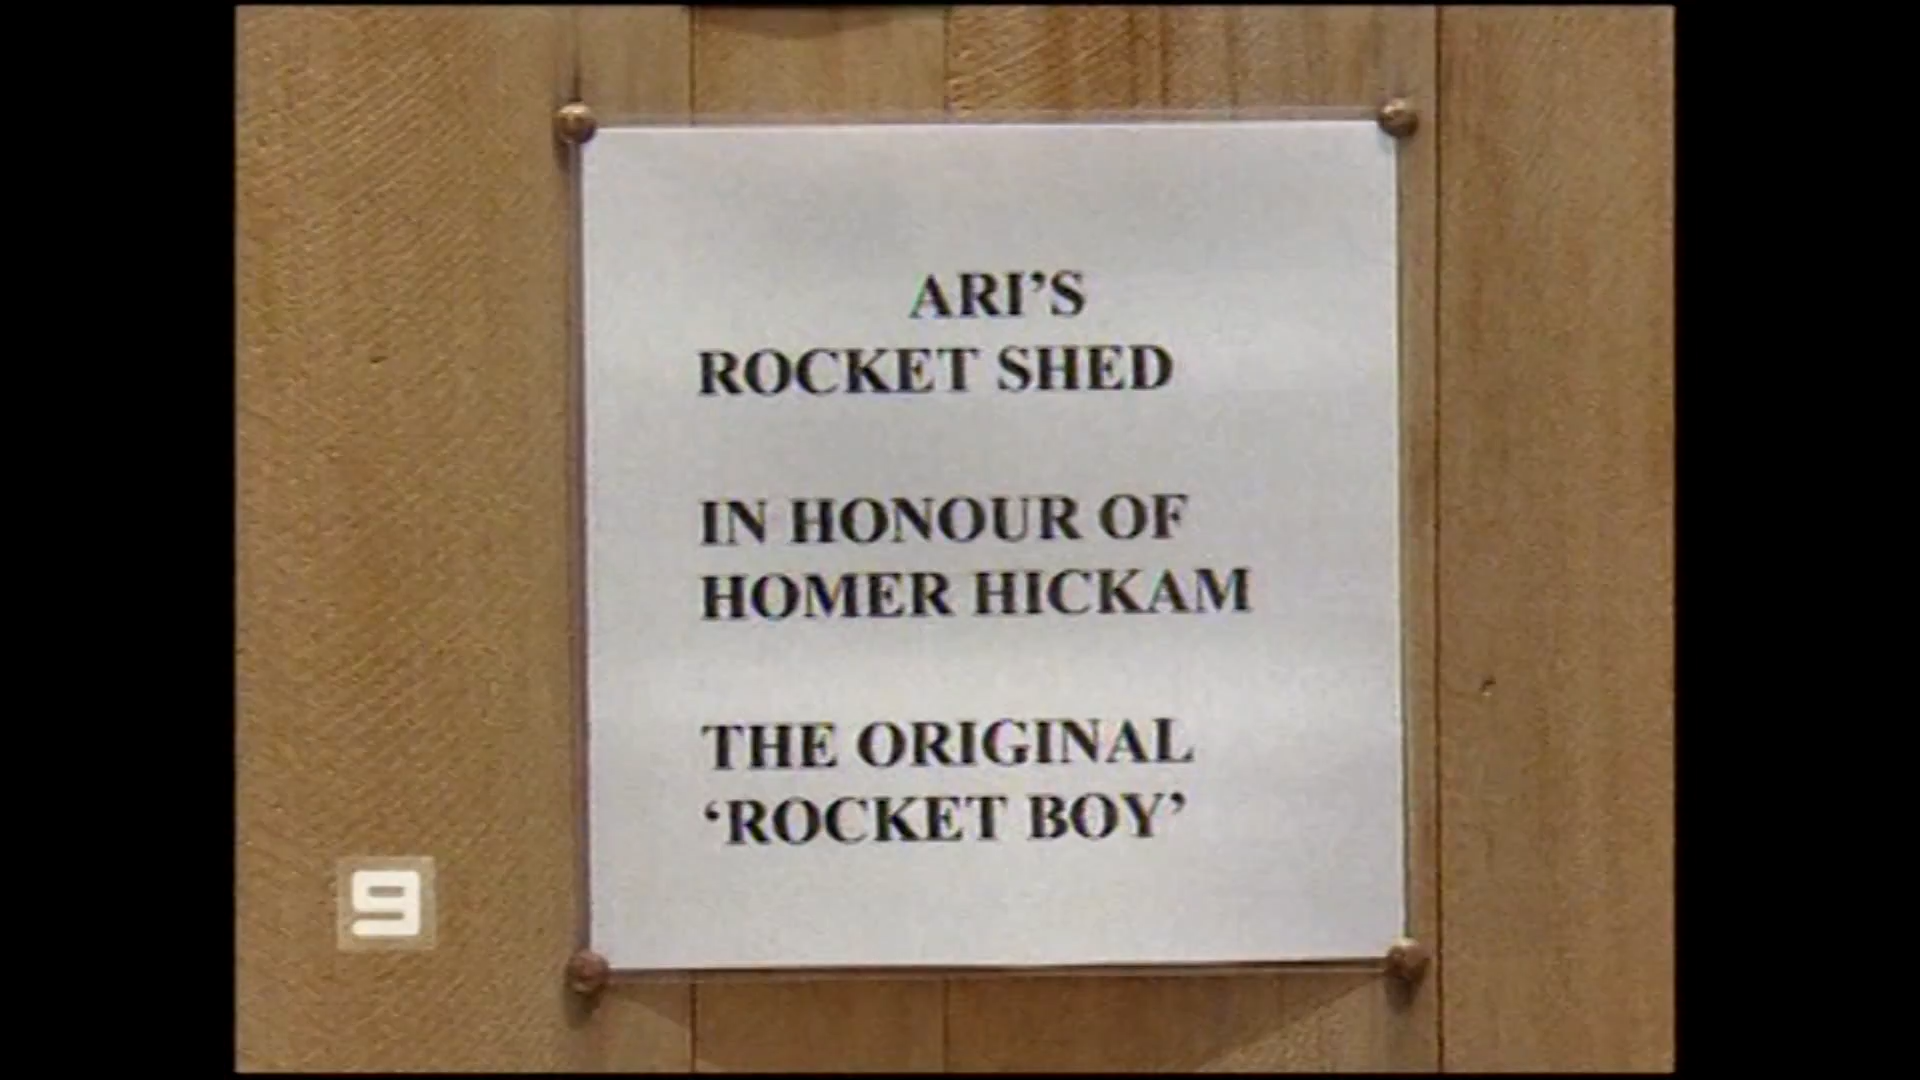 ARI'S
ROCKET SHED
IN HONOUR OF
HOMER HICKAM
THE ORIGINAL
‘ROCKET BOY’
9